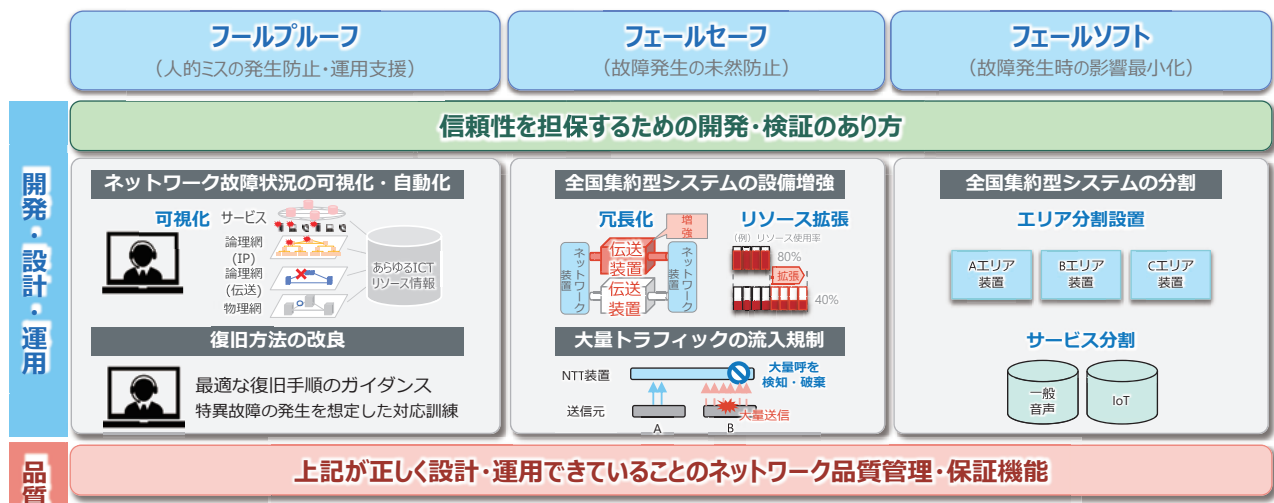 フールプルーフ
（人的ミスの発生防止・運用支援）
フェールセーフ
（故障発生の未然防止）
フェールソフト
（故障発生時の影響最小化）
開発・設計・運用
信頼性を担保するための開発・検証のあり方
ネットワーク故障状況の可視化・自動化
可視化
サービス
論理網
(IP)
論理網
(伝送)
物理網
あらゆるICT
リソース情報
復旧方法の改良
最適な復旧手順のガイダンス
特異故障の発生を想定した対応訓練
全国集約型システムの設備増強
冗長化
増強
ネットワーク装置
伝送
装置
伝送
装置
ネットワーク装置
リソース拡張
（例）リソース使用率
80%
拡張
40%
大量トラフィックの流入規制
NTT装置
大量呼を
検知・破棄
送信元
大量送信
A
B
全国集約型システムの分割
エリア分割設置
Aエリア
装置
Bエリア
装置
Cエリア
装置
サービス分割
一般
音声
IoT
品質
上記が正しく設計・運用できていることのネットワーク品質管理・保証機能